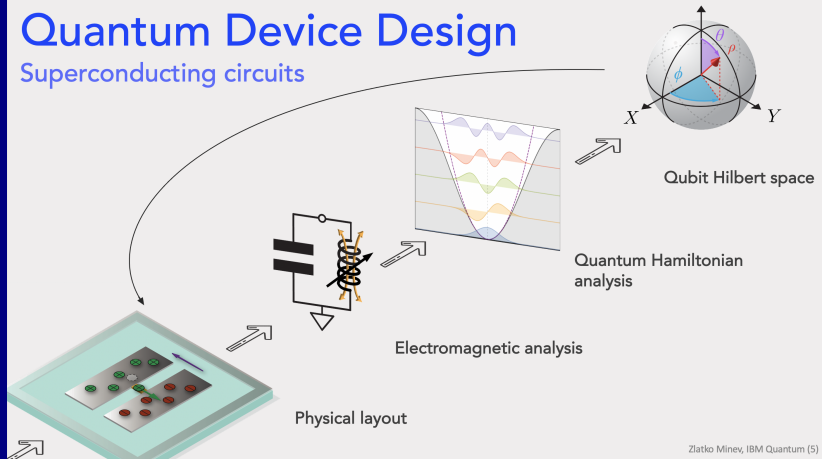 Quantum Device Design
Superconducting circuits
θ
ρ
ϕ
X
Y
Qubit Hilbert space
Quantum Hamiltonian
analysis
Electromagnetic analysis
Physical layout
Zlatko Minev, IBM Quantum (5)